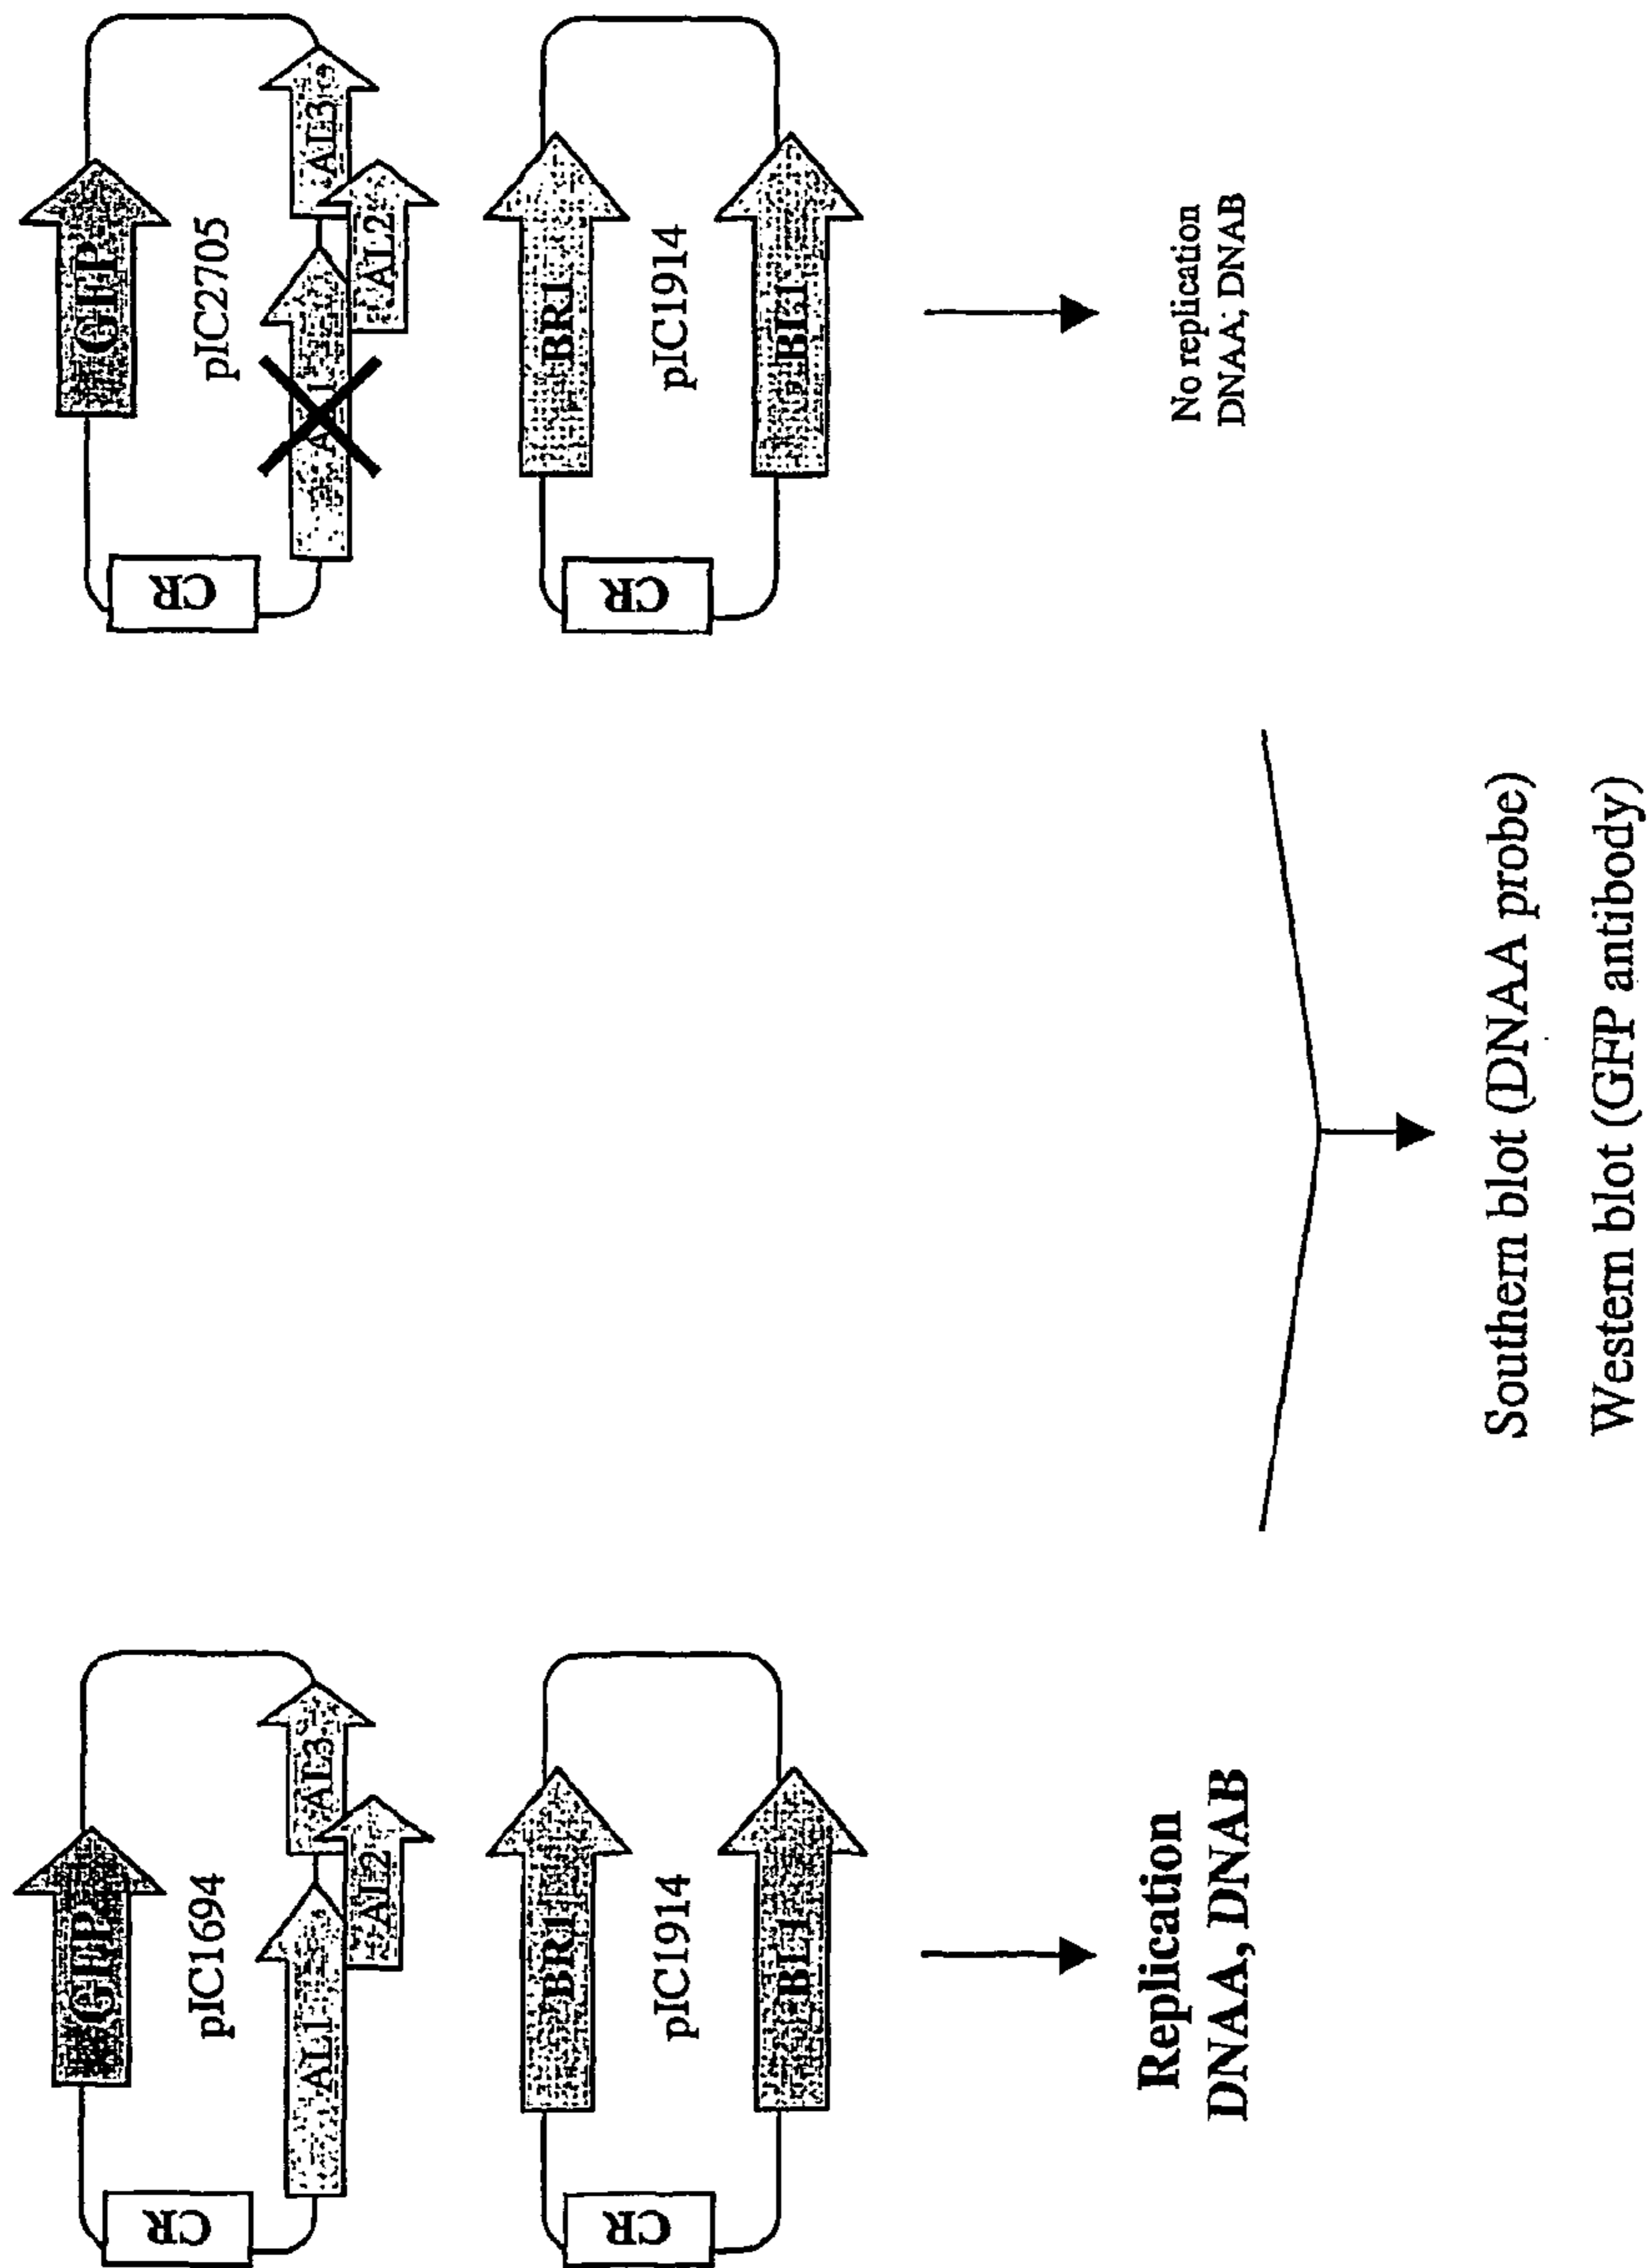 GFP
pIC1694
AL1
AL3
AL2
CR
BR1
pIC1914
BL1
CR
Replication
DNAA, DNAB
GFP
pIC2705
AL1
AL3
AL2
CR
BR1
pIC1914
BL1
CR
No replication
DNAA, DNAB
Southern blot (DNAA probe)
Western blot (GFP antibody)